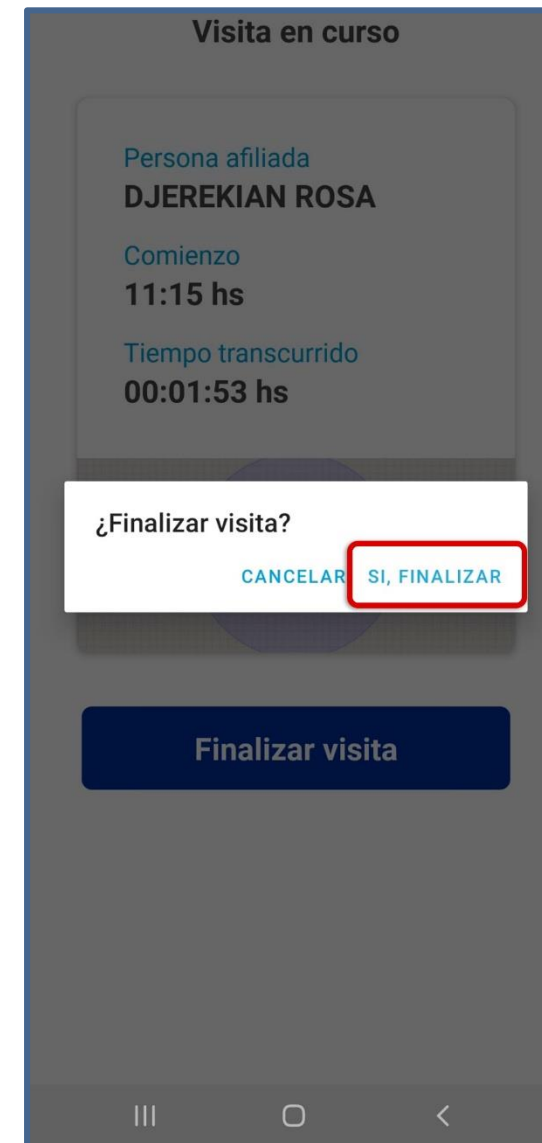 Visita en curso
Persona afiliada
DJEREKIAN ROSA
Comienzo
11:15 hs
Tiempo transcurrido
00:01:53 hs
¿Finalizar visita?
CANCELAR SI, FINALIZAR
Finalizar visita